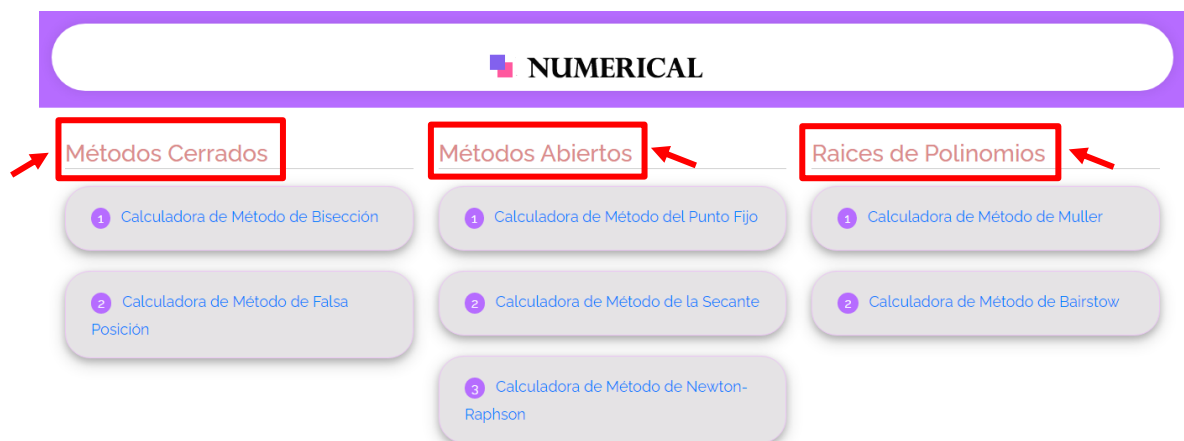 NUMERICAL
Métodos Cerrados
1 Calculadora de Método de Bisección
2 Calculadora de Método de Falsa
Posición
Métodos Abiertos
1 Calculadora de Método del Punto Fijo
2 Calculadora de Método de la Secante
3 Calculadora de Método de Newton-
Raphson
Raices de Polinomios
1 Calculadora de Método de Muller
2 Calculadora de Método de Bairstow